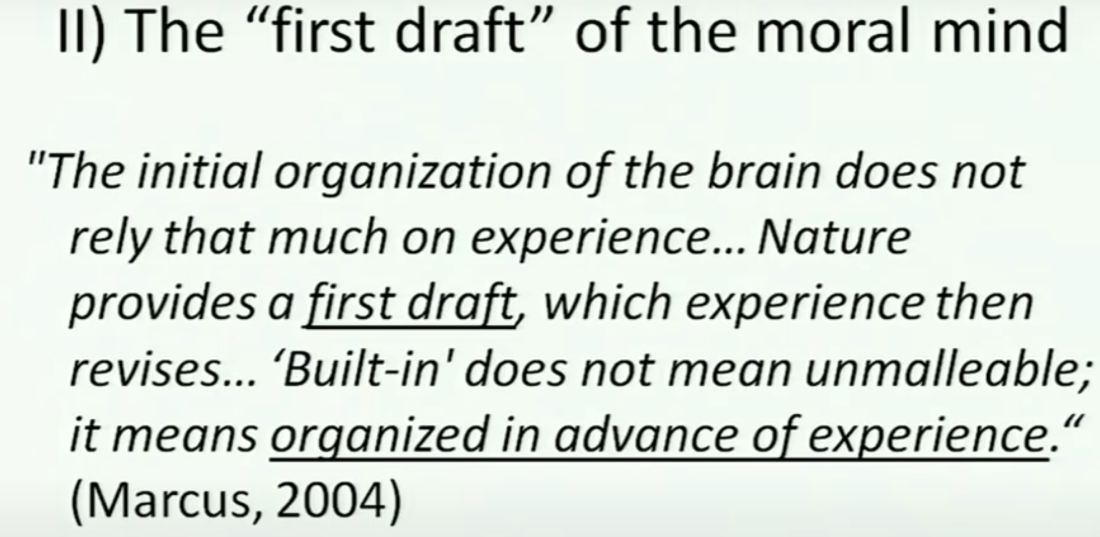 II) The “first draft” of the moral mind
"The initial organization of the brain does not
rely that much on experience... Nature
provides a first draft, which experience then
revises... ‘Built-in' does not mean unmalleable;
it means organized in advance of experience.“
(Marcus, 2004)